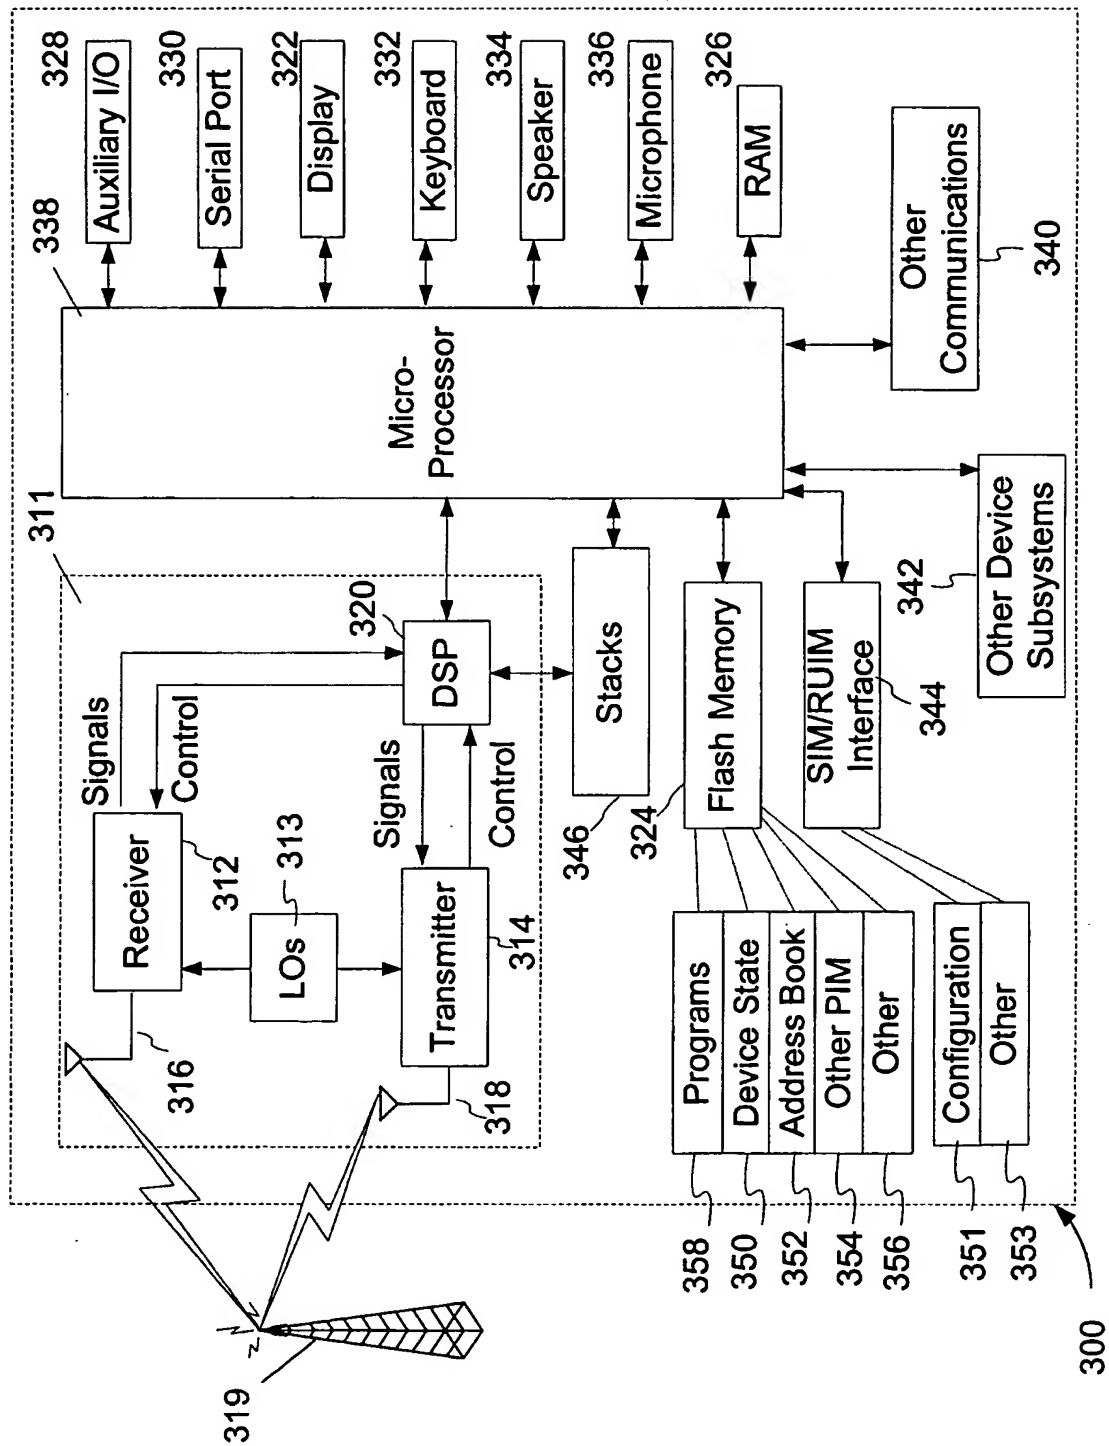 311
338
328
Auxiliary I/O
330
Serial Port
322
Display
332
Keyboard
334
Speaker
336
Microphone
326
RAM
Micro-
Processor
Other
Communications
340
Signals
Control
Receiver
312
316
LOs
313
DSP
320
Signals
Control
Transmitter
314
318
319
Stacks
346
324
Flash Memory
SIM/RUIM
Interface
344
342
Other Device
Subsystems
358
Programs
350
Device State
352
Address Book
354
Other PIM
356
Other
351
Configuration
353
Other
300